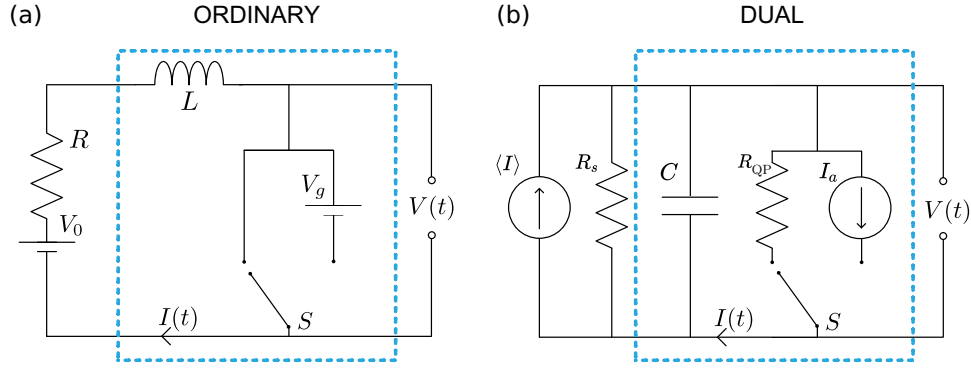 (a) ORDINARY
L
R
V_g
V_0
V(t)
I(t)
S
(b) DUAL
⟨I⟩
R_s
C
R_QP
I_a
V(t)
I(t)
S